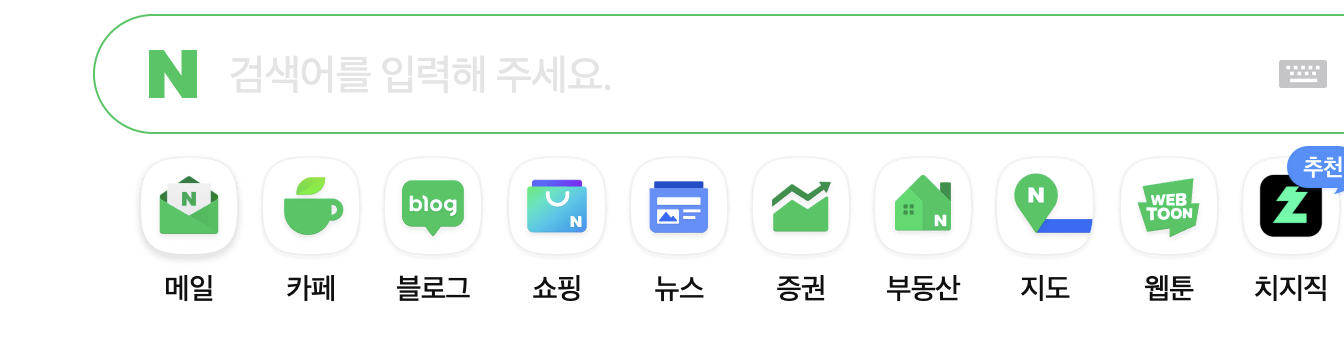 N 검색어를 입력해 주세요.
추천
N blog N N N WEB
TOON
메일 카페 블로그 쇼핑 뉴스 증권 부동산 지도 웹툰 치지직